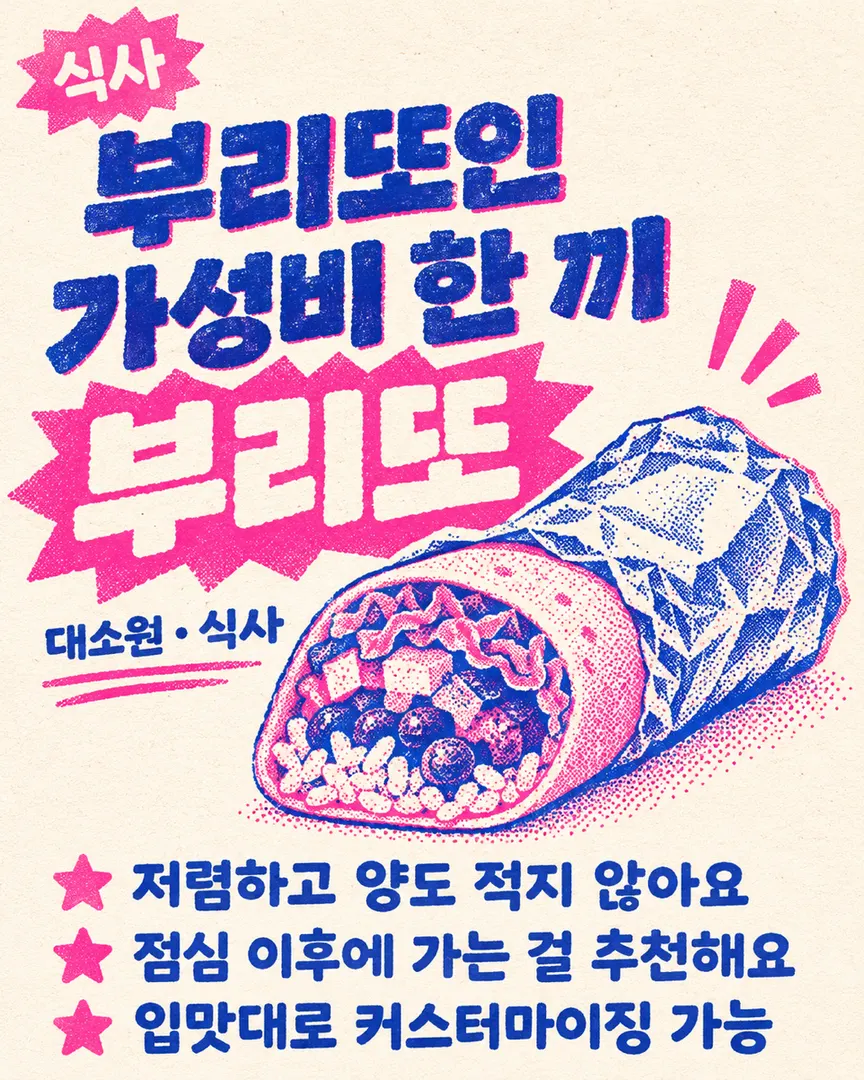 식사
부리또인
가성비 한 끼
부리또
대소원 • 식사
저렴하고 양도 적지 않아요
점심 이후에 가는 걸 추천해요
입맛대로 커스터마이징 가능